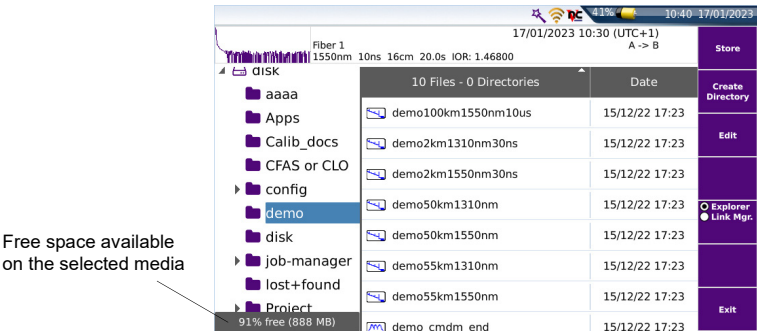 41% 10:40 17/01/2023
17/01/2023 10:30 (UTC+1)
Fiber 1 A -> B
1550nm 10ns 16cm 20.0s IOR: 1.46800
Store
disk
aaaa
Apps
Calib_docs
CFAS or CLO
config
demo
disk
job-manager
lost+found
Project
91% free (888 MB)
10 Files - 0 Directories Date
demo100km1550nm10us 15/12/22 17:23
demo2km1310nm30ns 15/12/22 17:23
demo2km1550nm30ns 15/12/22 17:23
demo50km1310nm 15/12/22 17:23
demo50km1550nm 15/12/22 17:23
demo55km1310nm 15/12/22 17:23
demo55km1550nm 15/12/22 17:23
demo_cmdm_end 15/12/22 17:23
Create
Directory
Edit
Explorer
Link Mgr.
Exit
Free space available
on the selected media